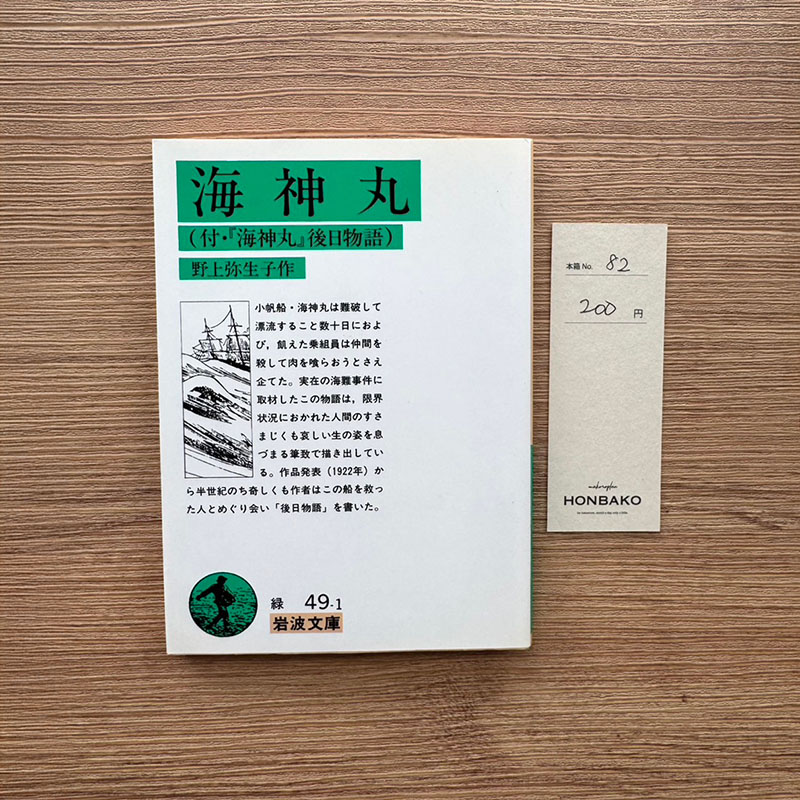 海神丸
(付・『海神丸』後日物語)
野上弥生子作
小帆船・海神丸は難破して
漂流すること数十日におよ
び，飢えた乗組員は仲間を
殺して肉を喰らおうとさえ
企てた。実在の海難事件に
取材したこの物語は，限界
状況におかれた人間のすさ
まじくも哀しい生の姿を息
づまる筆致で描き出してい
る。作品発表（1922年）か
ら半世紀のち奇しくも作者はこの船を救っ
た人とめぐり会い「後日物語」を書いた。
緑 49-1
岩波文庫
本箱 No. 82
200 円
HONBAKO